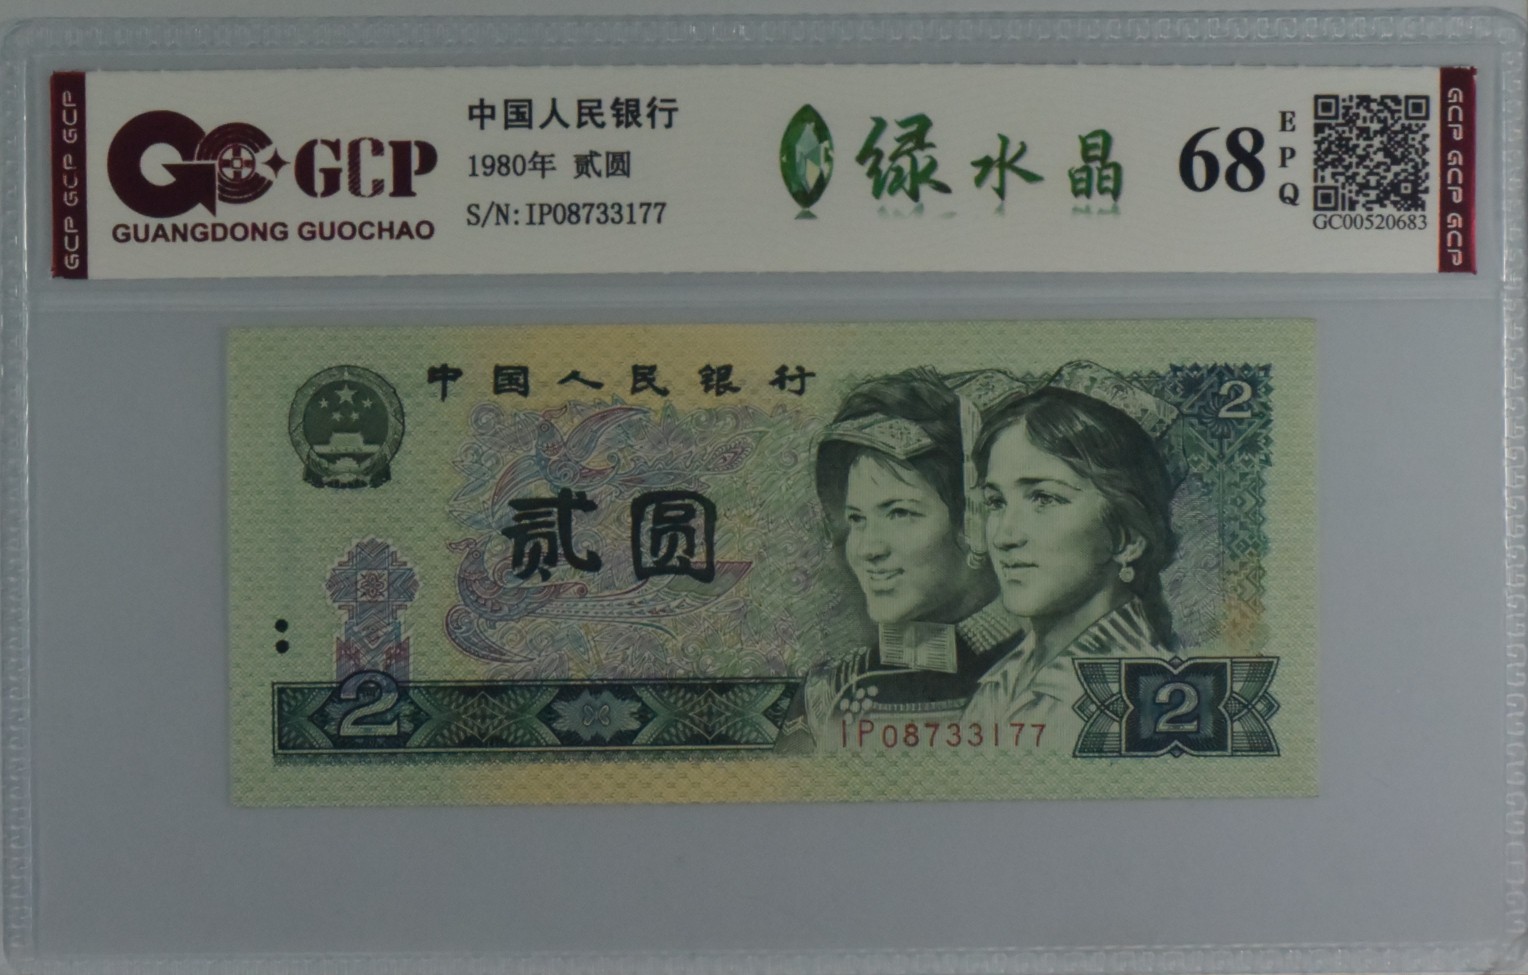 GCP GCP GCP
GCP
GUANGDONG GUOCHAO
中国人民银行
1980年 贰圆
S/N:IP08733177
绿水晶
68
EPQ
GC00520683
GCP GCP GCP
中国人民银行
2
贰圆
2
IP08733177
2